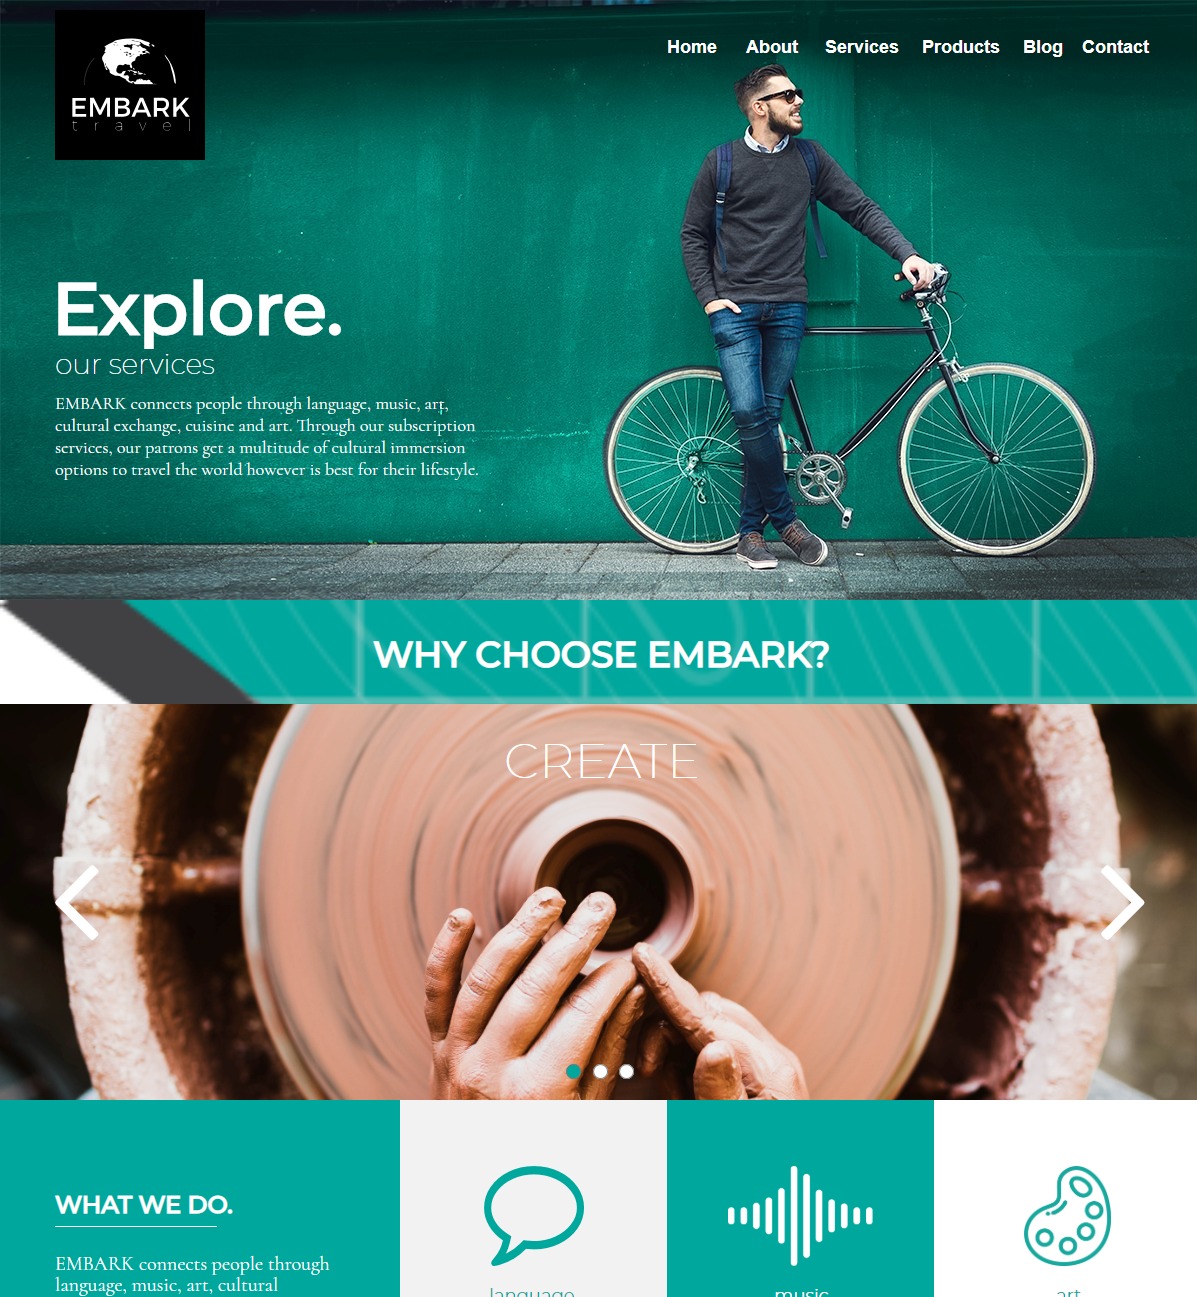 EMBARK
travel
Home About Services Products Blog Contact
Explore.
our services
EMBARK connects people through language, music, art,
cultural exchange, cuisine and art. Through our subscription
services, our patrons get a multitude of cultural immersion
options to travel the world however is best for their lifestyle.
WHY CHOOSE EMBARK?
CREATE
WHAT WE DO.
EMBARK connects people through
language, music, art, cultural
language
music
art